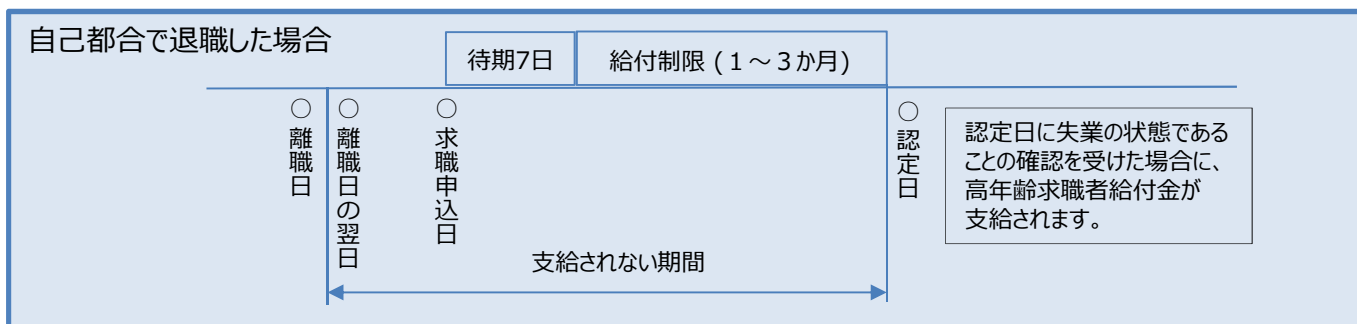 自己都合で退職した場合
待期7日
給付制限 (１～３か月)
○離職日
○離職日の翌日
○求職申込日
○認定日
認定日に失業の状態である
ことの確認を受けた場合に、
高年齢求職者給付金が
支給されます。
支給されない期間